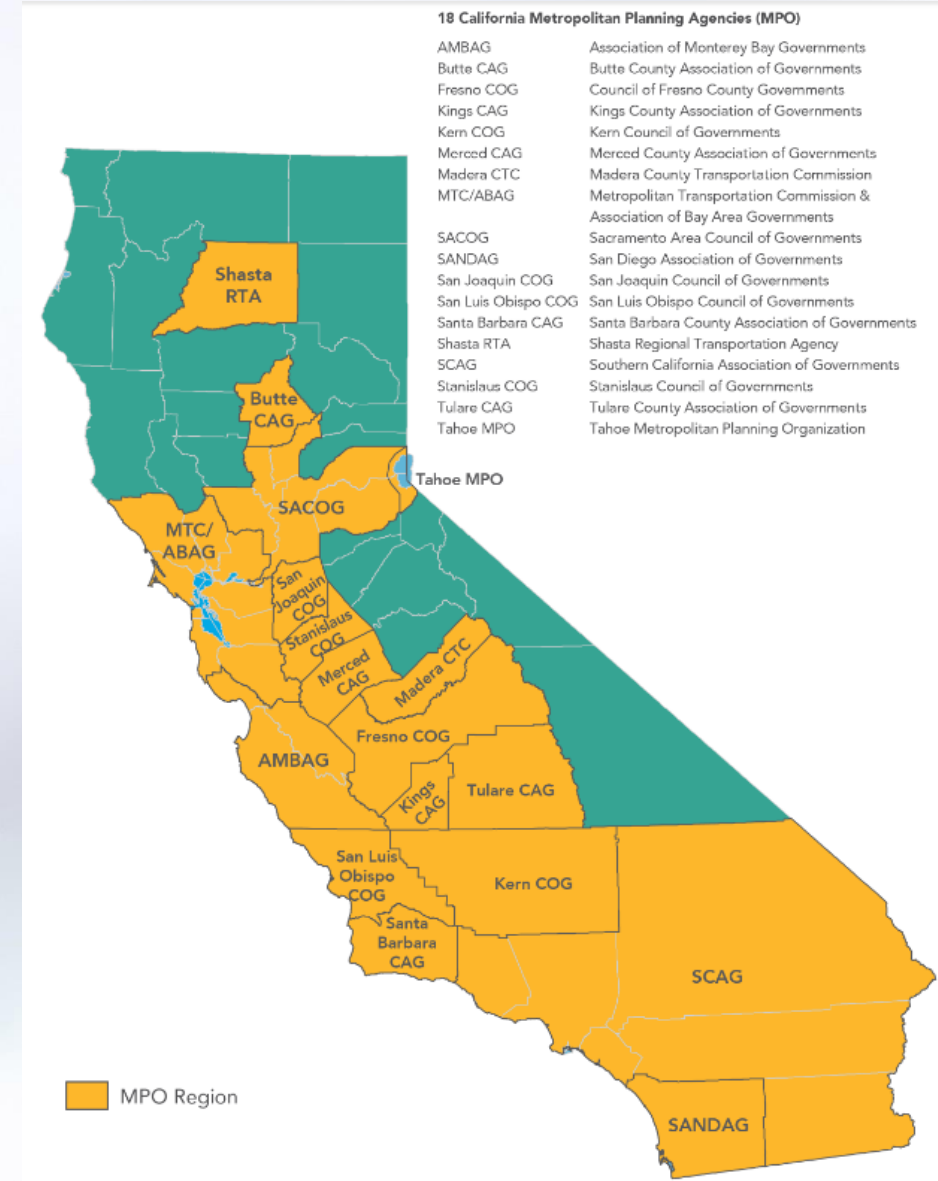 18 California Metropolitan Planning Agencies (MPO)
AMBAG Association of Monterey Bay Governments
Butte CAG Butte County Association of Governments
Fresno COG Council of Fresno County Governments
Kings CAG Kings County Association of Governments
Kern COG Kern Council of Governments
Merced CAG Merced County Association of Governments
Madera CTC Madera County Transportation Commission
MTC/ABAG Metropolitan Transportation Commission &
Association of Bay Area Governments
SACOG Sacramento Area Council of Governments
SANDAG San Diego Association of Governments
San Joaquin COG San Joaquin Council of Governments
San Luis Obispo COG San Luis Obispo Council of Governments
Santa Barbara CAG Santa Barbara County Association of Governments
Shasta RTA Shasta Regional Transportation Agency
SCAG Southern California Association of Governments
Stanislaus COG Stanislaus Council of Governments
Tulare CAG Tulare County Association of Governments
Tahoe MPO Tahoe Metropolitan Planning Organization
Shasta
RTA
Butte
CAG
Tahoe MPO
SACOG
MTC/
ABAG
San
Joaquin
COG
Stanislaus
COG
Merced
CAG
Madera CTC
Fresno COG
AMBAG
Kings
CAG
Tulare CAG
San Luis
Obispo
COG
Kern COG
Santa
Barbara
CAG
SCAG
MPO Region
SANDAG